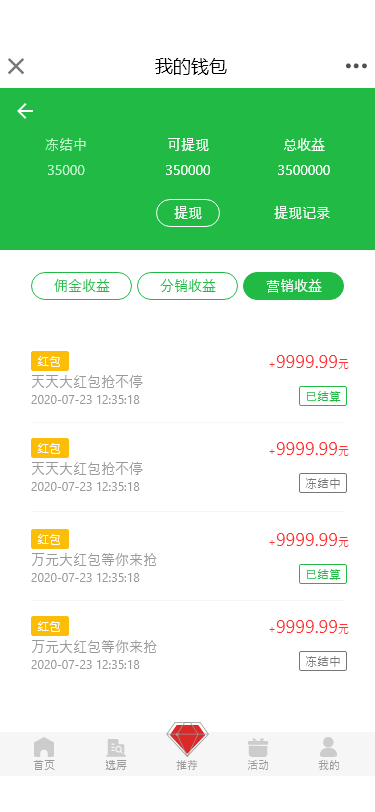 我的钱包
冻结中 可提现 总收益
35000 350000 3500000
提现 提现记录
佣金收益 分销收益 营销收益
红包 +9999.99元
天天大红包抢不停
2020-07-23 12:35:18 已结算
红包 +9999.99元
天天大红包抢不停
2020-07-23 12:35:18 冻结中
红包 +9999.99元
万元大红包等你来抢
2020-07-23 12:35:18 已结算
红包 +9999.99元
万元大红包等你来抢
2020-07-23 12:35:18 冻结中
首页 选房 推荐 活动 我的